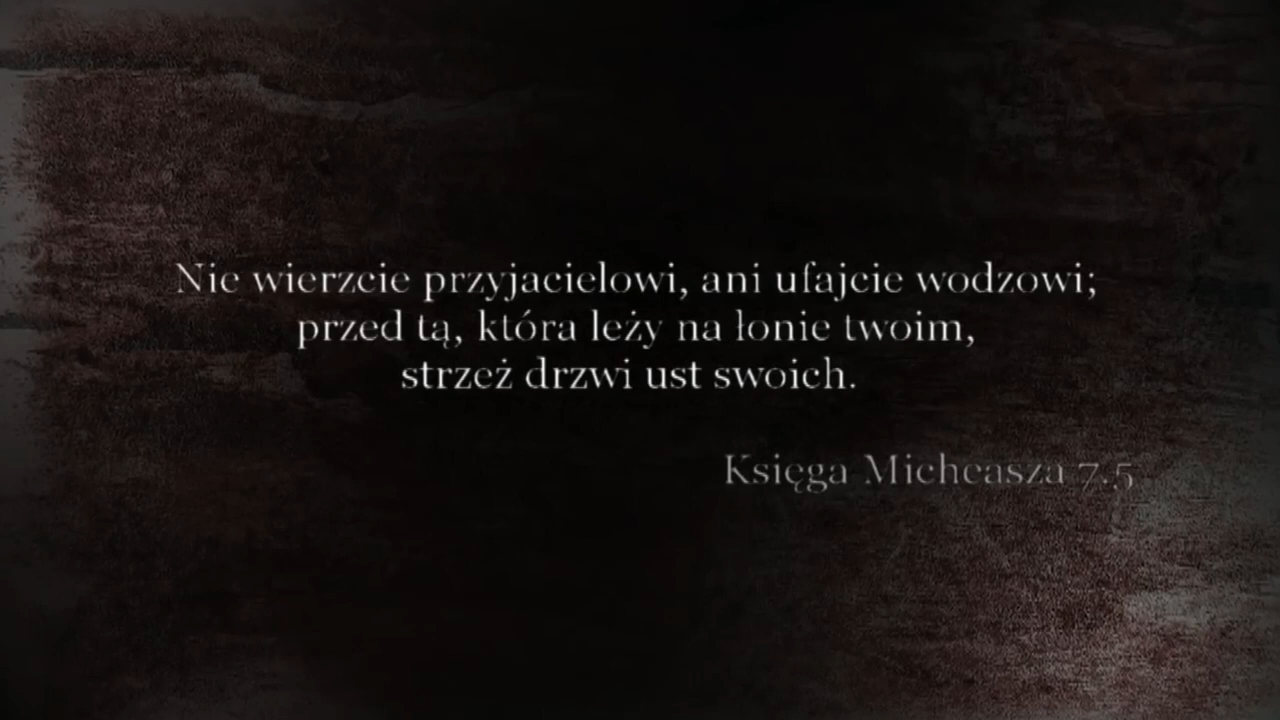 Nie wierzcie przyjacielowi, ani ufajcie wodzowi;
przed tą, która leży na łonie twoim,
strzeż drzwi ust swoich.
Księga Micheasza 7.5